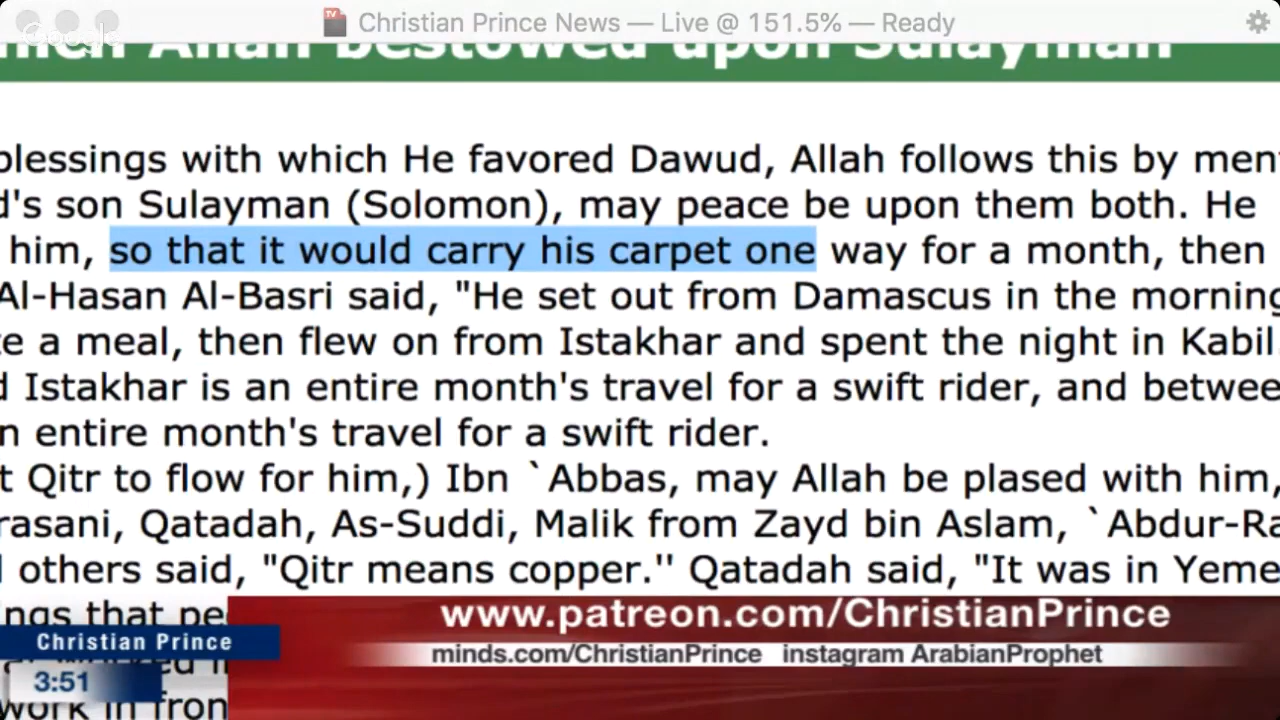 Christian Prince News — Live @ 151.5% — Ready
Google
Allah bestowed upon Sulayman
blessings with which He favored Dawud, Allah follows this by ment
d's son Sulayman (Solomon), may peace be upon them both. He
him, so that it would carry his carpet one way for a month, then
Al-Hasan Al-Basri said, "He set out from Damascus in the morning
te a meal, then flew on from Istakhar and spent the night in Kabil.
d Istakhar is an entire month's travel for a swift rider, and betwee
n entire month's travel for a swift rider.
t Qitr to flow for him,) Ibn `Abbas, may Allah be plased with him,
rasani, Qatadah, As-Suddi, Malik from Zayd bin Aslam, `Abdur-Ra
others said, "Qitr means copper.'' Qatadah said, "It was in Yeme
ngs that pe
www.patreon.com/ChristianPrince
Christian Prince
minds.com/ChristianPrince instagram ArabianProphet
3:51
work in fron